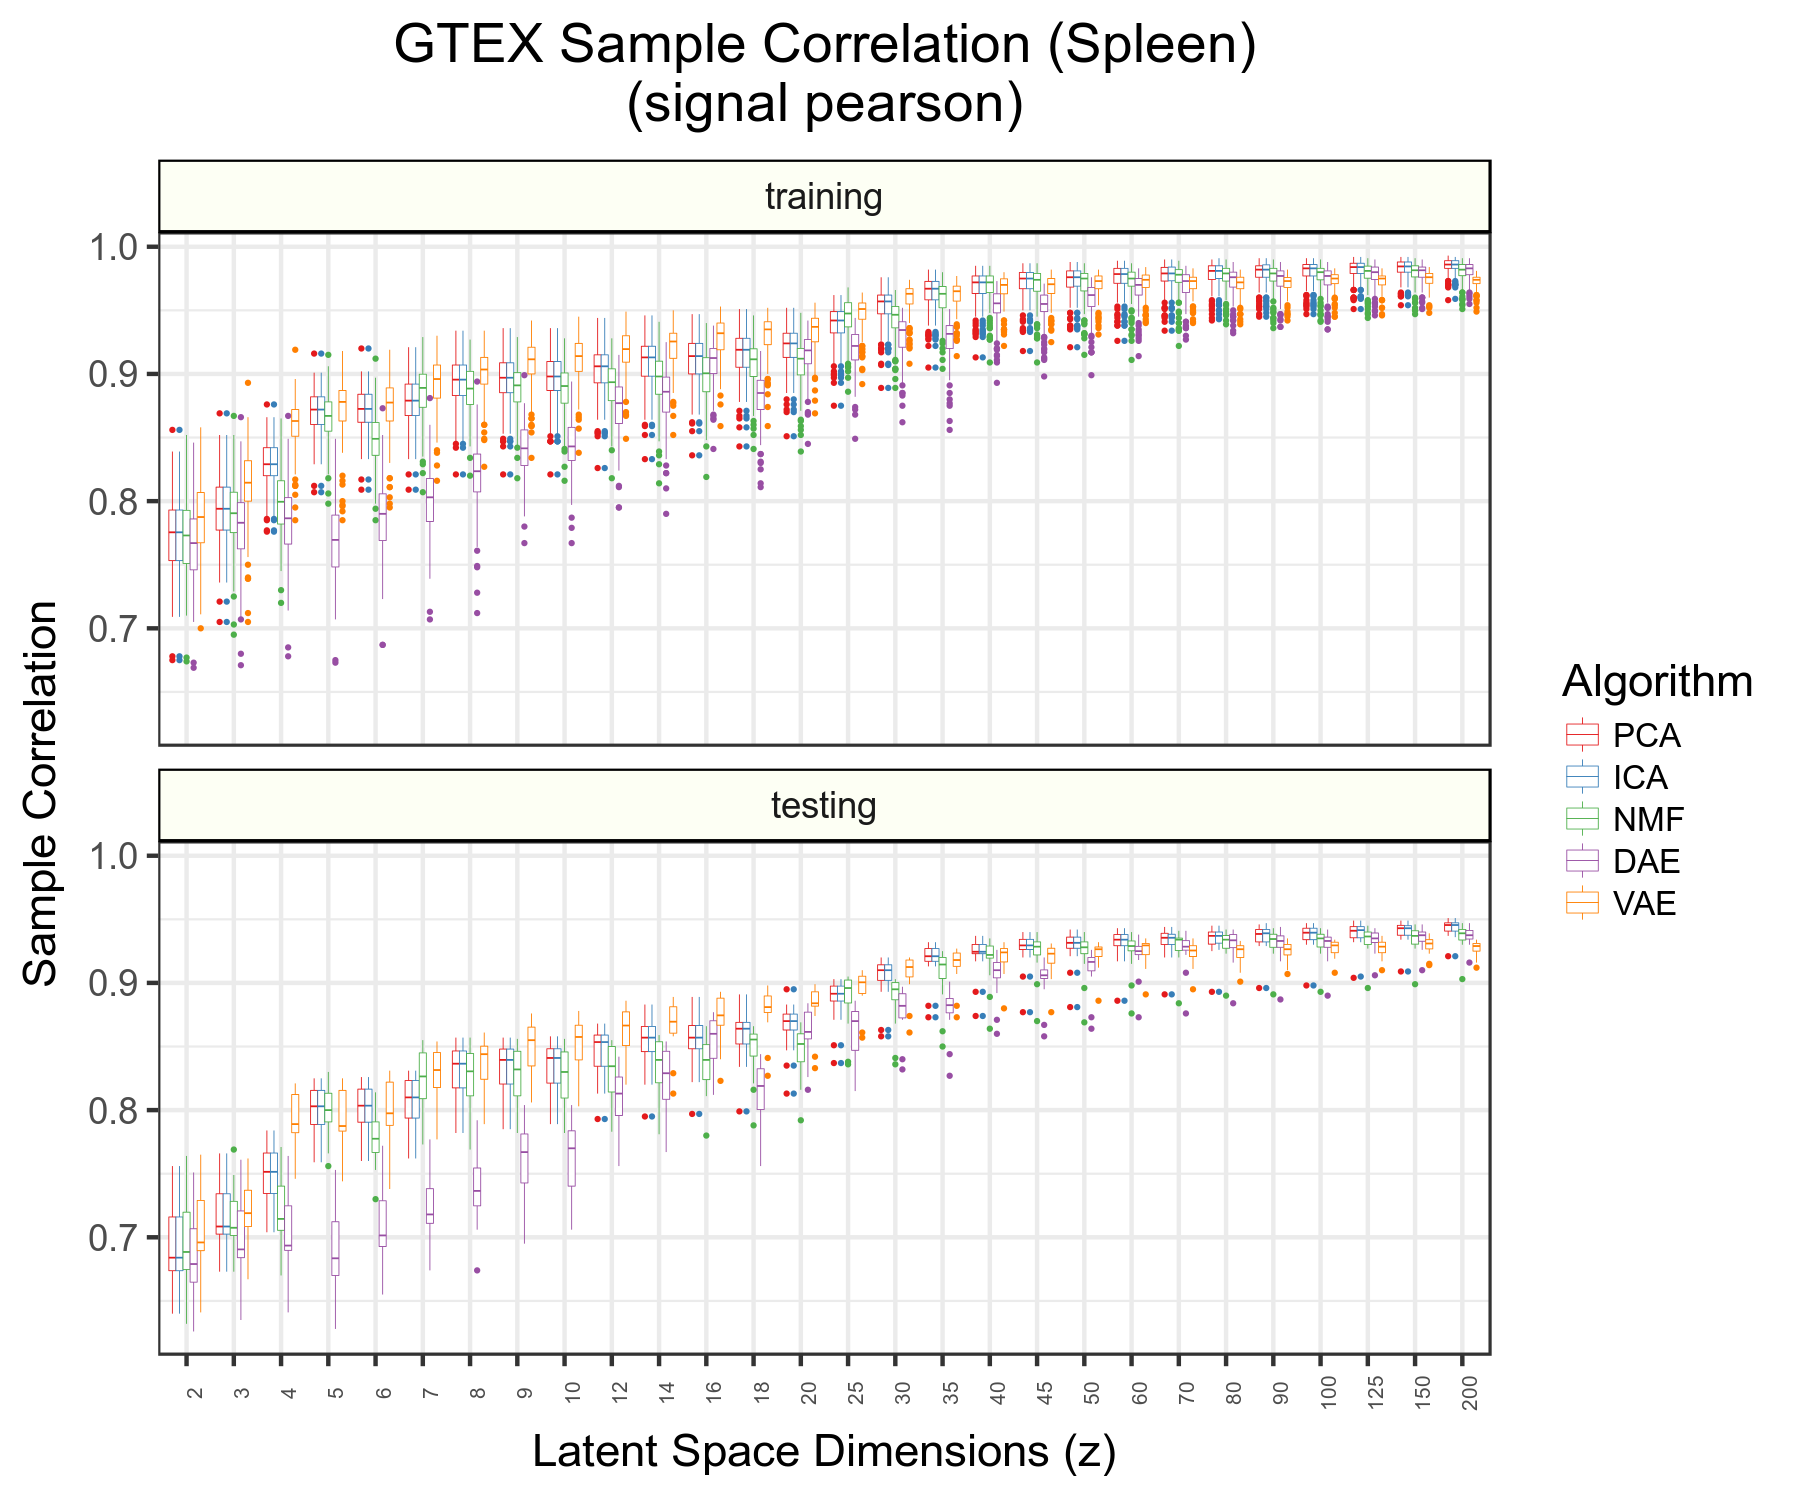 GTEX Sample Correlation (Spleen)
(signal pearson)
training
1.0
0.9
0.8
0.7
Sample Correlation
testing
1.0
0.9
0.8
0.7
2 3 4 5 6 7 8 9 10 12 14 16 18 20 25 30 35 40 45 50 60 70 80 90 100 125 150 200
Latent Space Dimensions (z)
Algorithm
PCA
ICA
NMF
DAE
VAE